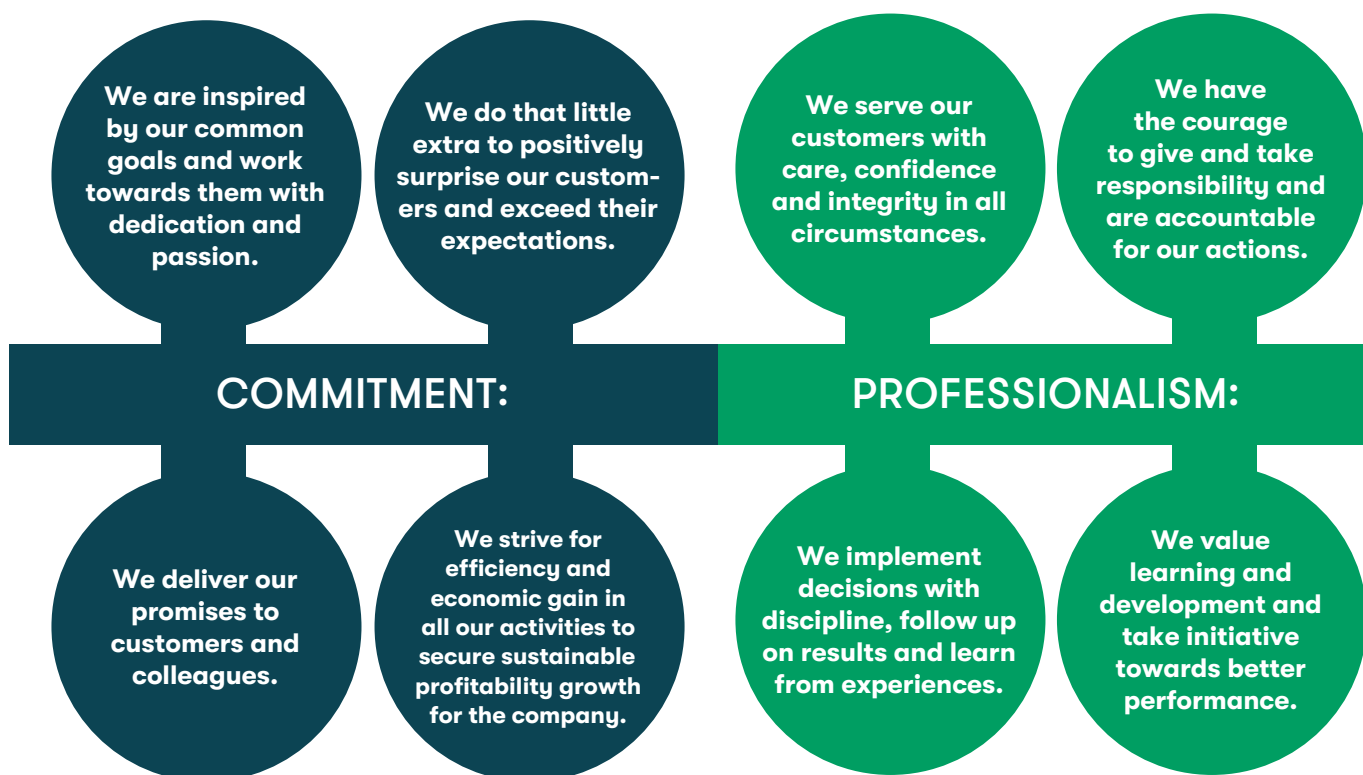 We are inspired
by our common
goals and work
towards them with
dedication and
passion.
We do that little
extra to positively
surprise our custom-
ers and exceed their
expectations.
We serve our
customers with
care, confidence
and integrity in all
circumstances.
We have
the courage
to give and take
responsibility and
are accountable
for our actions.
COMMITMENT:
PROFESSIONALISM:
We deliver our
promises to
customers and
colleagues.
We strive for
efficiency and
economic gain in
all our activities to
secure sustainable
profitability growth
for the company.
We implement
decisions with
discipline, follow up
on results and learn
from experiences.
We value
learning and
development and
take initiative
towards better
performance.